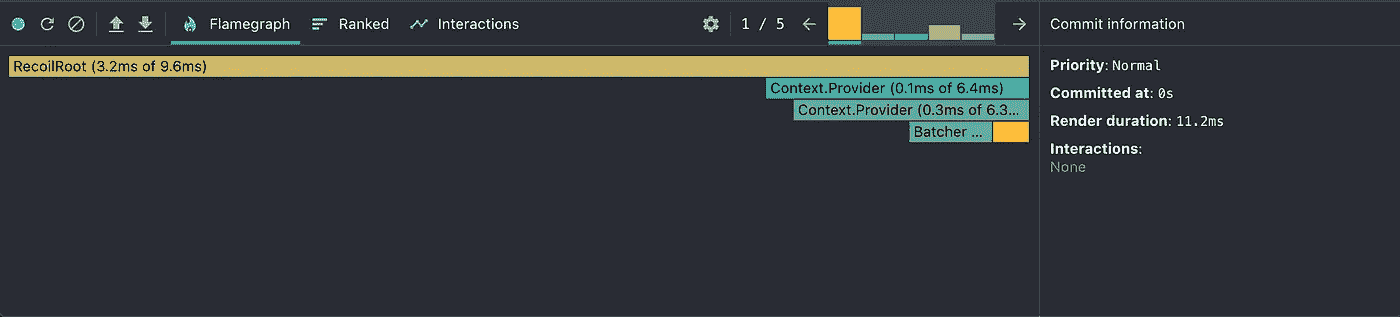 Flamegraph Ranked Interactions 1 / 5 Commit information
RecoilRoot (3.2ms of 9.6ms)
Context.Provider (0.1ms of 6.4ms)
Context.Provider (0.3ms of 6.3...
Batcher ...
Priority: Normal
Committed at: 0s
Render duration: 11.2ms
Interactions:
None